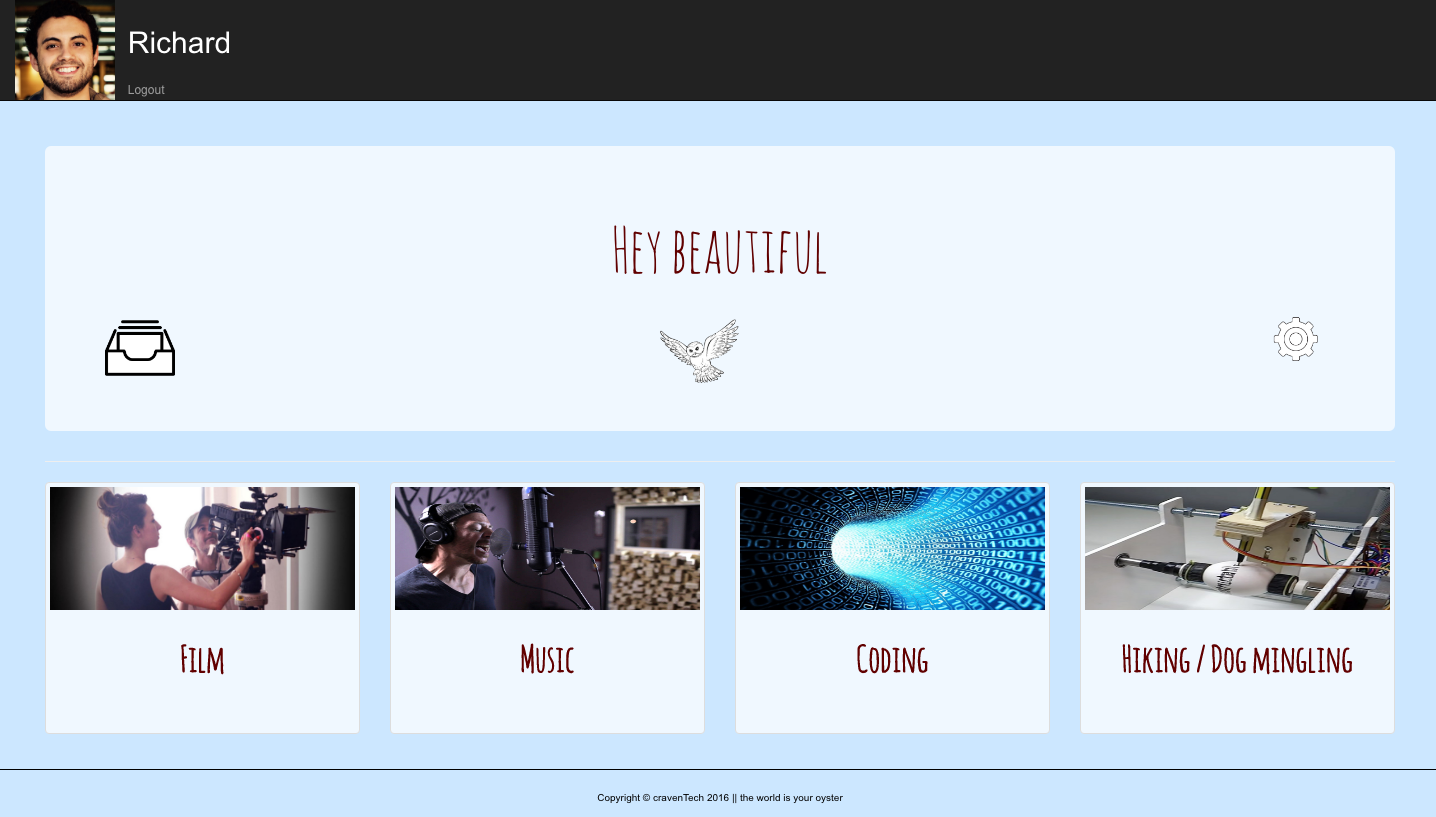 Richard
Logout
Hey beautiful
Film
Music
Coding
Hiking / Dog mingling
Copyright © cravenTech 2016 || the world is your oyster